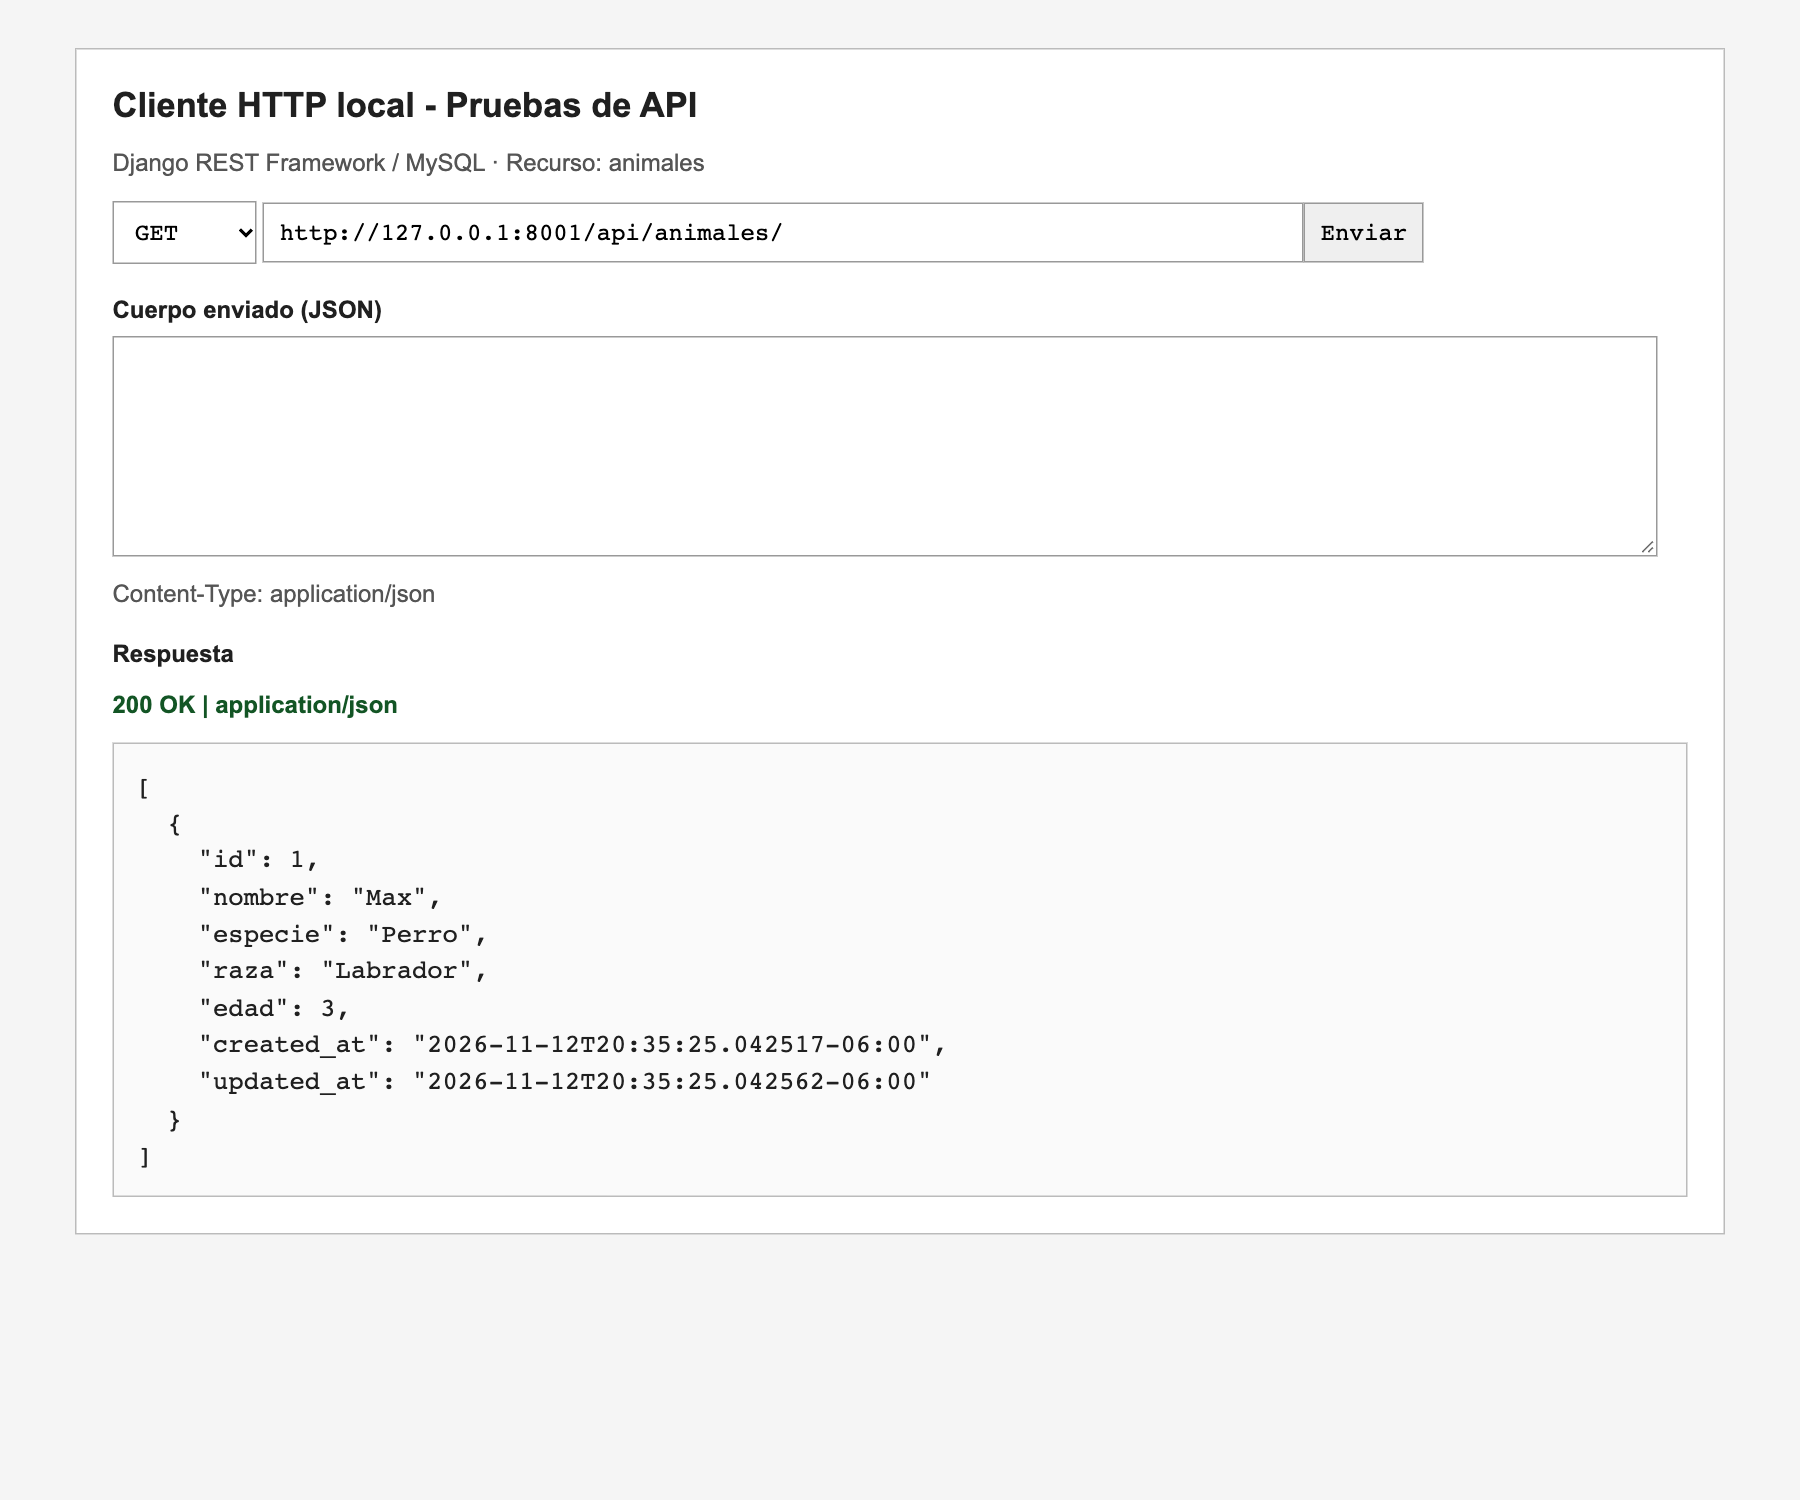 Cliente HTTP local - Pruebas de API
Django REST Framework / MySQL · Recurso: animales
GET http://127.0.0.1:8001/api/animales/ Enviar
Cuerpo enviado (JSON)
Content-Type: application/json
Respuesta
200 OK | application/json
[
  {
    "id": 1,
    "nombre": "Max",
    "especie": "Perro",
    "raza": "Labrador",
    "edad": 3,
    "created_at": "2026-11-12T20:35:25.042517-06:00",
    "updated_at": "2026-11-12T20:35:25.042562-06:00"
  }
]